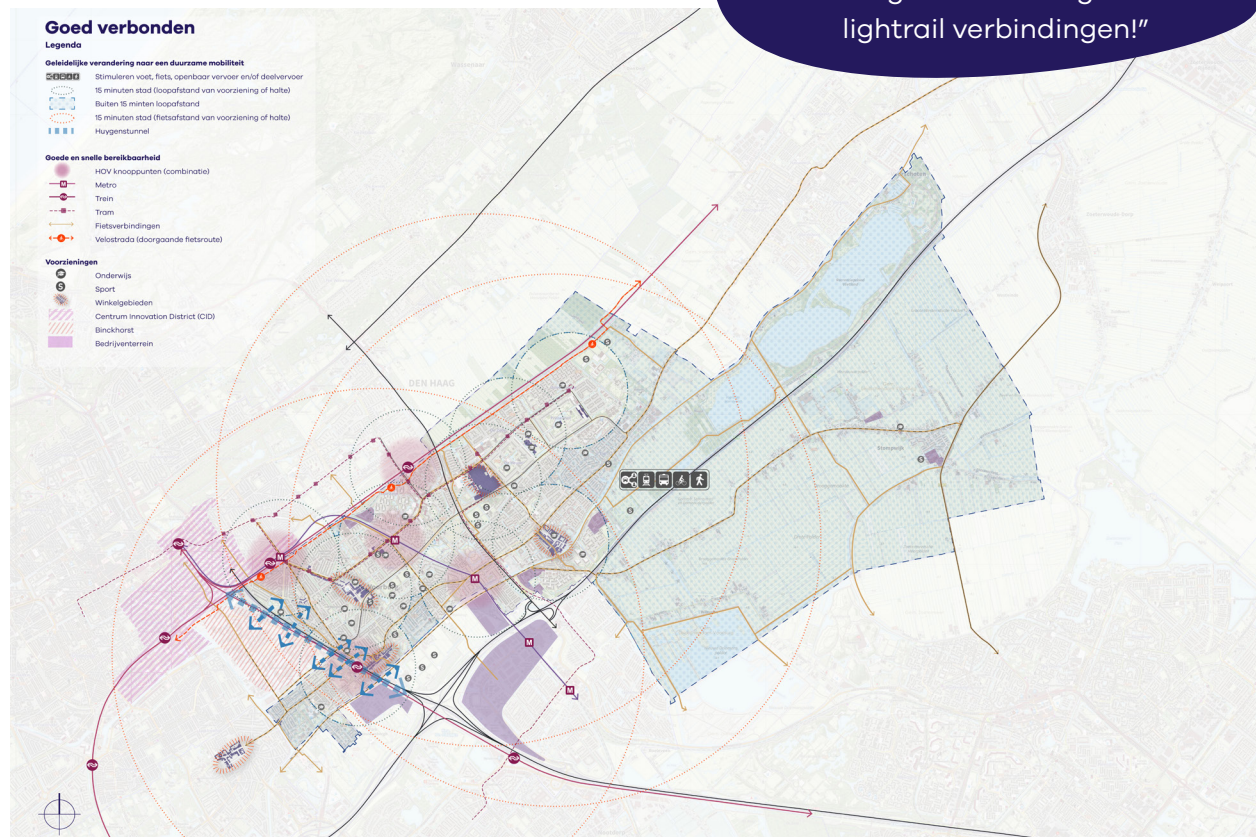 lightrail verbindingen!”
Goed verbonden
Legenda
Geleidelijke verandering naar een duurzame mobiliteit
Stimuleren voet, fiets, openbaar vervoer en/of deelvervoer
15 minuten stad (loopafstand van voorziening of halte)
Buiten 15 minten loopafstand
15 minuten stad (fietsafstand van voorziening of halte)
Huygenstunnel
Goede en snelle bereikbaarheid
HOV knooppunten (combinatie)
M Metro
Trein
Tram
Fietsverbindingen
4 Velostrada (doorgaande fietsroute)
Voorzieningen
Onderwijs
S Sport
Winkelgebieden
Centrum Innovation District (CID)
Binckhorst
Bedrijventerrein
DEN HAAG
Stompwijk